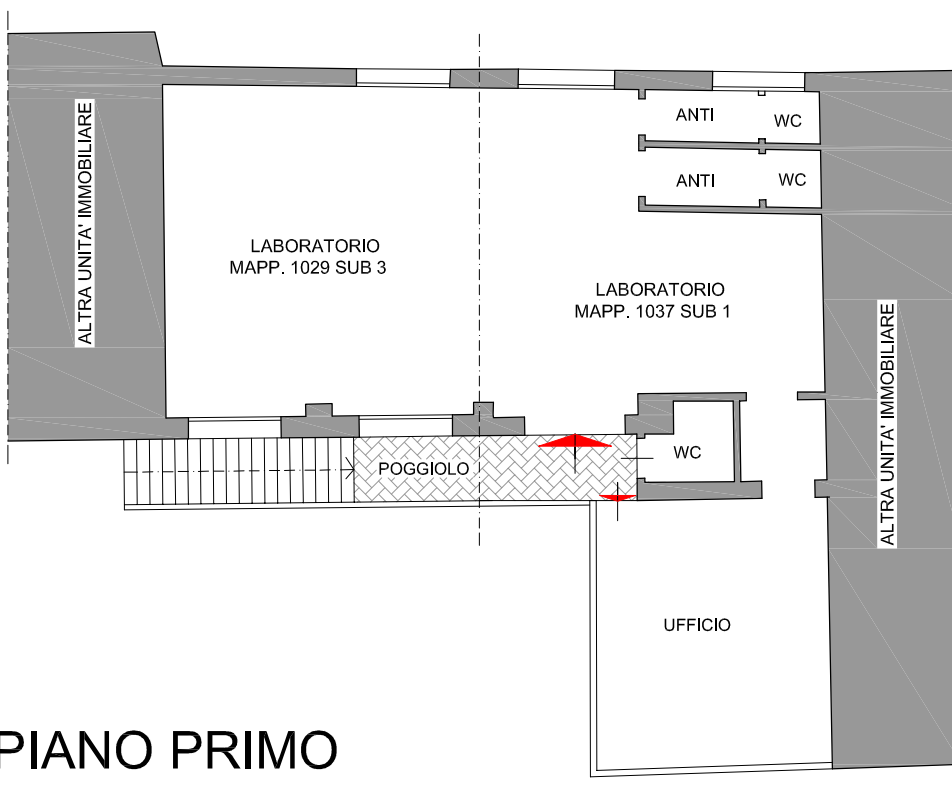 ANTI
WC
ALTRA UNITA' IMMOBILIARE
ANTI
WC
LABORATORIO
MAPP. 1029 SUB 3
LABORATORIO
MAPP. 1037 SUB 1
ALTRA UNITA' IMMOBILIARE
WC
POGGIOLO
UFFICIO
PIANO PRIMO